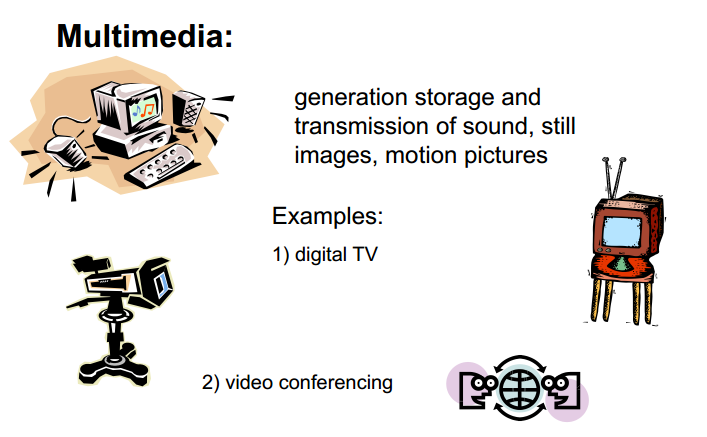 Multimedia:
generation storage and
transmission of sound, still
images, motion pictures
Examples:
1) digital TV
2) video conferencing